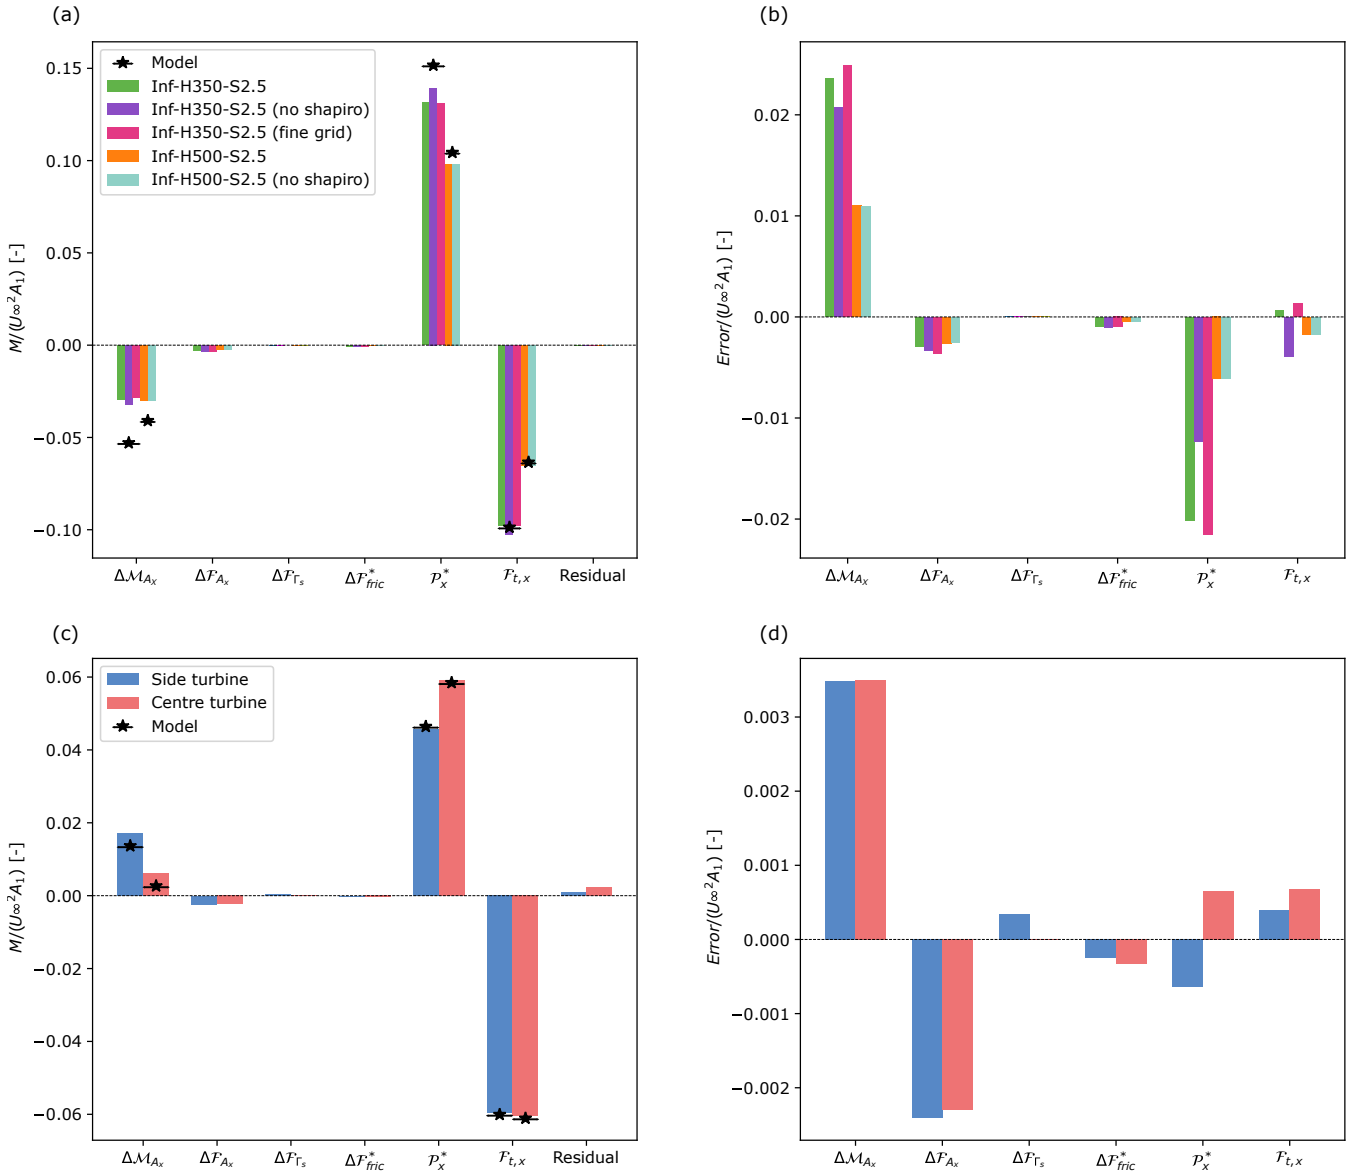 (a)
0.15
0.10
0.05
0.00
−0.05
−0.10
M/(U∞²A₁) [-]
Model
Inf-H350-S2.5
Inf-H350-S2.5 (no shapiro)
Inf-H350-S2.5 (fine grid)
Inf-H500-S2.5
Inf-H500-S2.5 (no shapiro)
Δℳ_{A_x} Δℱ_{A_x} Δℱ_{Γ_s} Δℱ*_{fric} 𝒫*_x ℱ_{t,x} Residual
(b)
0.02
0.01
0.00
−0.01
−0.02
Error/(U∞²A₁) [-]
Δℳ_{A_x} Δℱ_{A_x} Δℱ_{Γ_s} Δℱ*_{fric} 𝒫*_x ℱ_{t,x}
(c)
0.06
0.04
0.02
0.00
−0.02
−0.04
−0.06
M/(U∞²A₁) [-]
Side turbine
Centre turbine
Model
Δℳ_{A_x} Δℱ_{A_x} Δℱ_{Γ_s} Δℱ*_{fric} 𝒫*_x ℱ_{t,x} Residual
(d)
0.003
0.002
0.001
0.000
−0.001
−0.002
Error/(U∞²A₁) [-]
Δℳ_{A_x} Δℱ_{A_x} Δℱ_{Γ_s} Δℱ*_{fric} 𝒫*_x ℱ_{t,x}